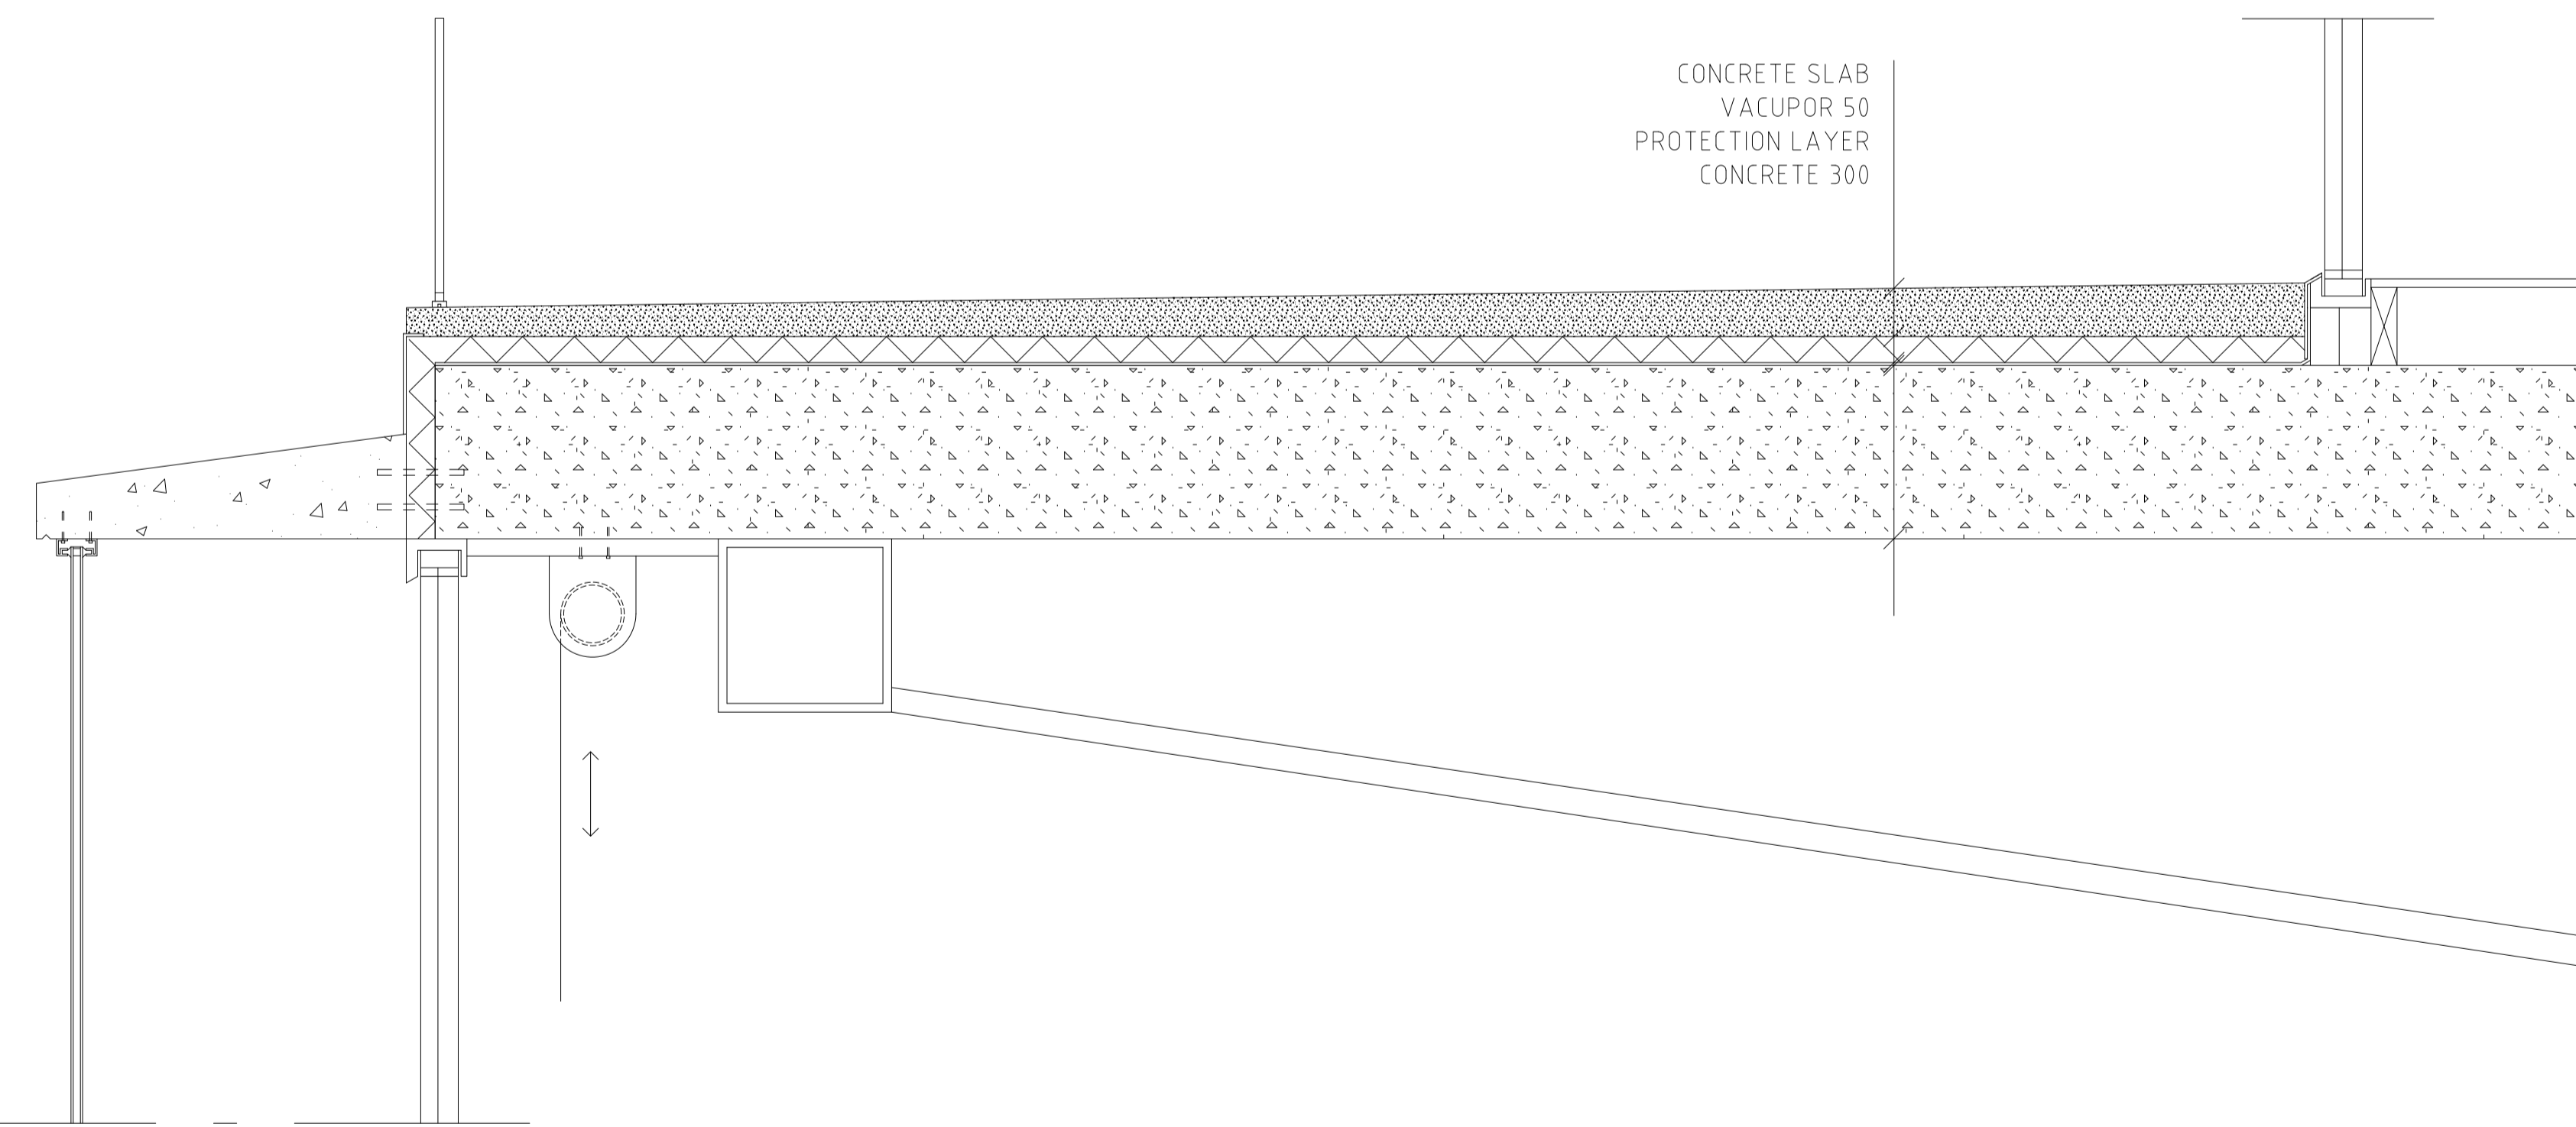 CONCRETE SLAB
VACUPOR 50
PROTECTION LAYER
CONCRETE 300